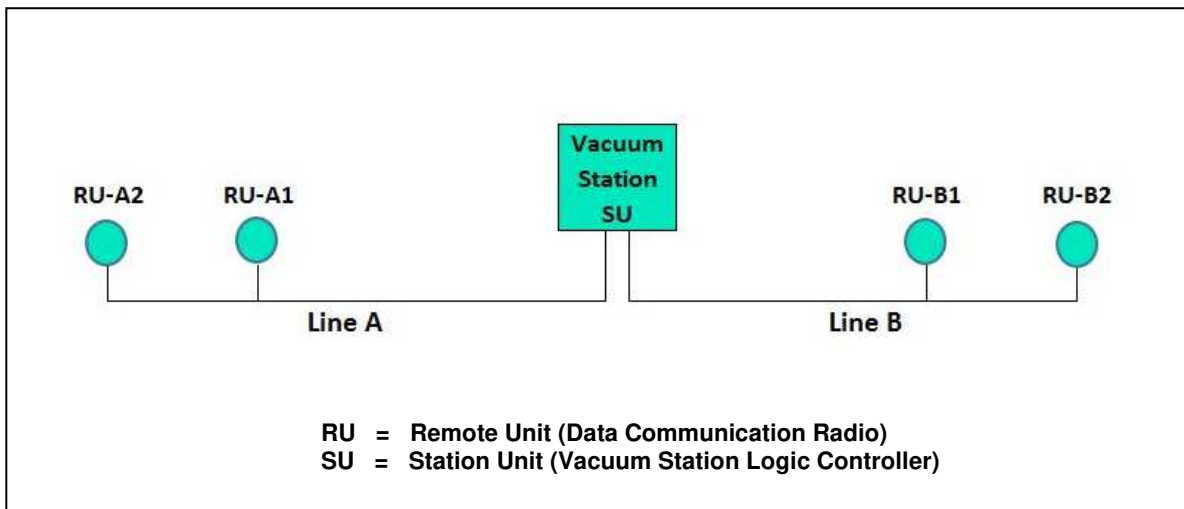 Vacuum
Station
SU
RU-A2
RU-A1
RU-B1
RU-B2
Line A
Line B
RU = Remote Unit (Data Communication Radio)
SU = Station Unit (Vacuum Station Logic Controller)